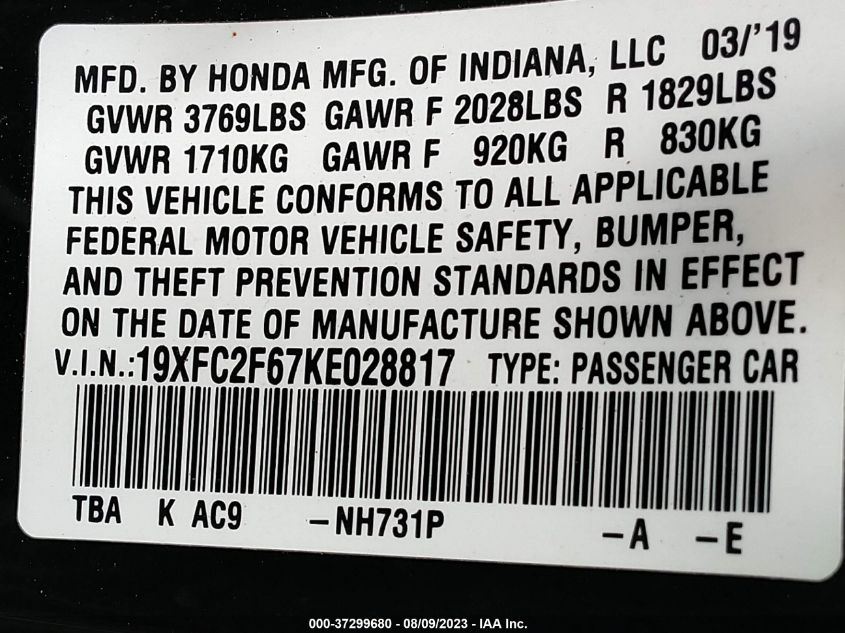 MFD. BY HONDA MFG. OF INDIANA, LLC 03/'19
GVWR 3769LBS GAWR F 2028LBS R 1829LBS
GVWR 1710KG GAWR F 920KG R 830KG
THIS VEHICLE CONFORMS TO ALL APPLICABLE
FEDERAL MOTOR VEHICLE SAFETY, BUMPER,
AND THEFT PREVENTION STANDARDS IN EFFECT
ON THE DATE OF MANUFACTURE SHOWN ABOVE.
V.I.N.:19XFC2F67KE028817 TYPE: PASSENGER CAR
TBA K AC9 -NH731P -A -E
000-37299680 - 08/09/2023 - IAA Inc.